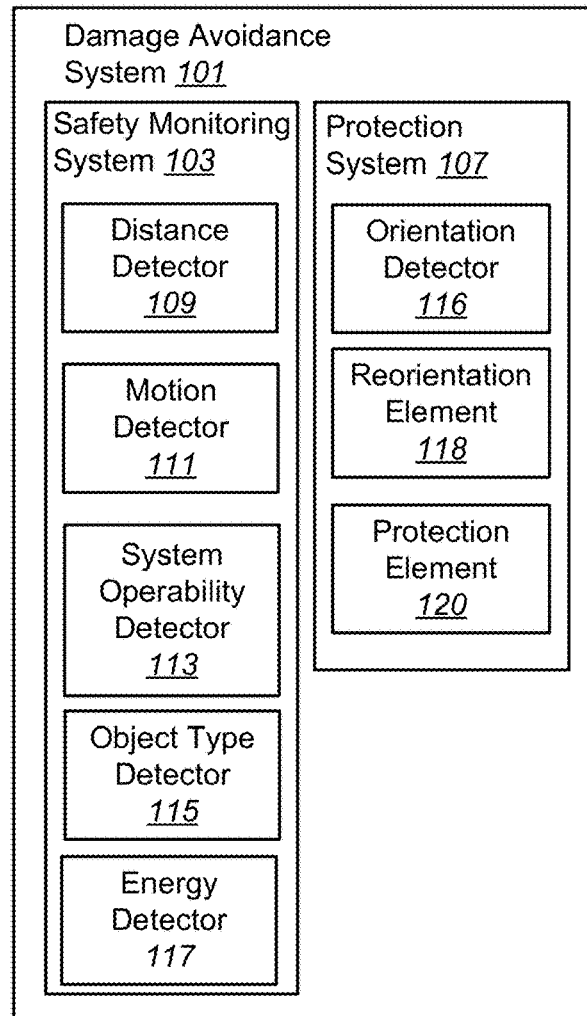 Damage Avoidance
System 101
Safety Monitoring
System 103
Distance
Detector
109
Motion
Detector
111
System
Operability
Detector
113
Object Type
Detector
115
Energy
Detector
117
Protection
System 107
Orientation
Detector
116
Reorientation
Element
118
Protection
Element
120